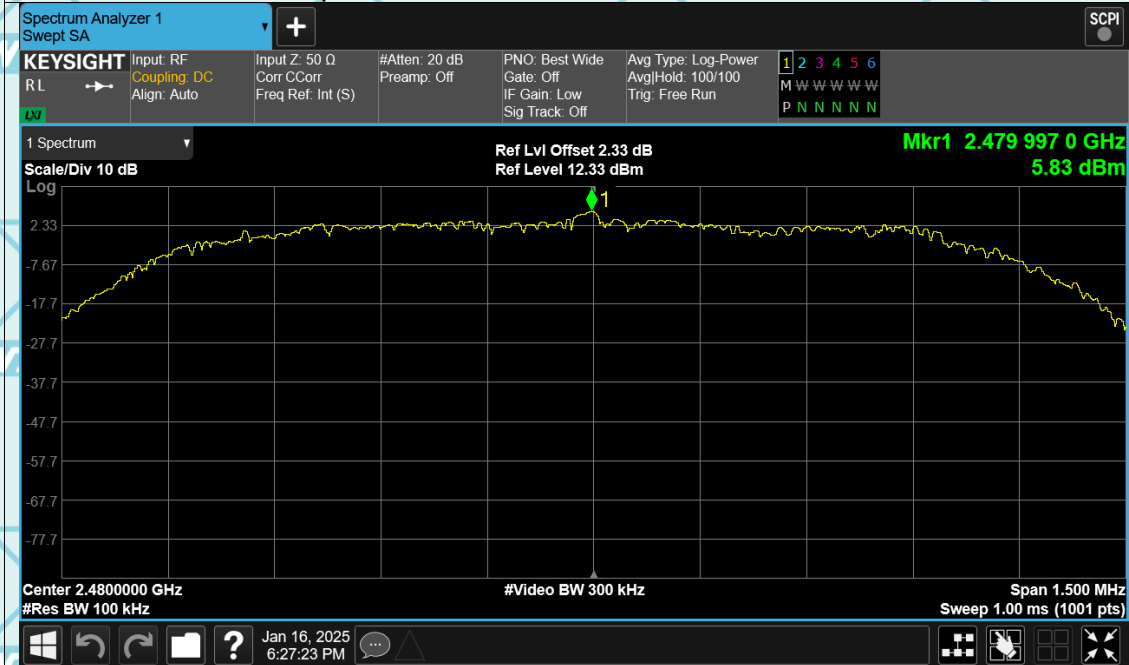 Spectrum Analyzer 1
Swept SA
+
SCPI
KEYSIGHT
R L
LXI
Input: RF
Coupling: DC
Align: Auto
Input Z: 50 Ω
Corr CCorr
Freq Ref: Int (S)
#Atten: 20 dB
Preamp: Off
PNO: Best Wide
Gate: Off
IF Gain: Low
Sig Track: Off
Avg Type: Log-Power
Avg|Hold: 100/100
Trig: Free Run
1 2 3 4 5 6
M W W W W W
P N N N N N
1 Spectrum
Scale/Div 10 dB
Ref Lvl Offset 2.33 dB
Ref Level 12.33 dBm
Mkr1 2.479 997 0 GHz
5.83 dBm
Log
1
2.33
-7.67
-17.7
-27.7
-37.7
-47.7
-57.7
-67.7
-77.7
Center 2.4800000 GHz
#Video BW 300 kHz
Span 1.500 MHz
#Res BW 100 kHz
Sweep 1.00 ms (1001 pts)
?
Jan 16, 2025
6:27:23 PM